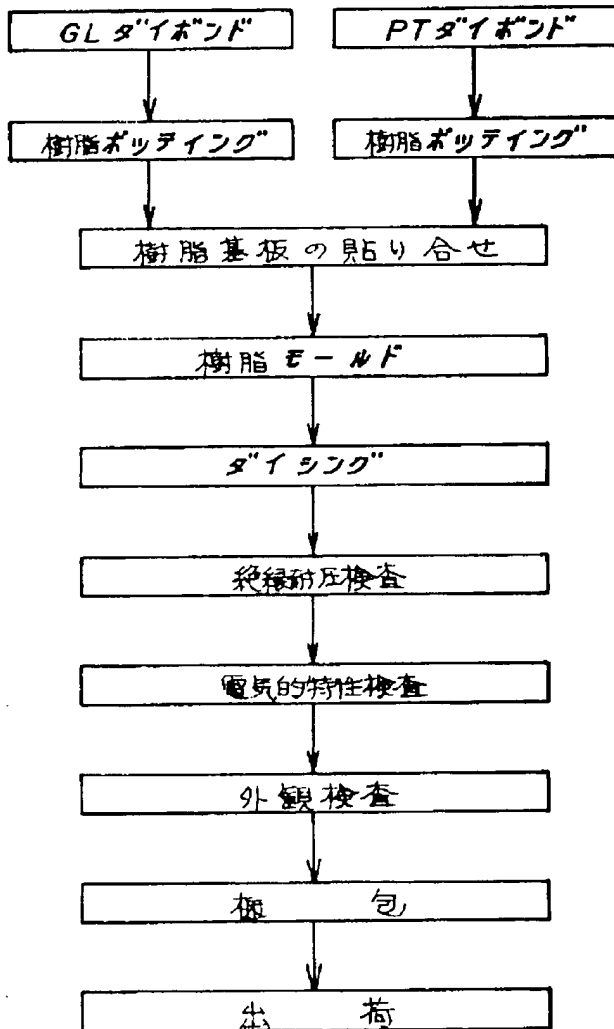 GLダイボンド
PTダイボンド
樹脂ポッティング
樹脂ポッティング
樹脂基板の貼り合せ
樹脂モールド
ダイシング
絶縁耐圧検査
電気的特性検査
外観検査
梱包
出荷